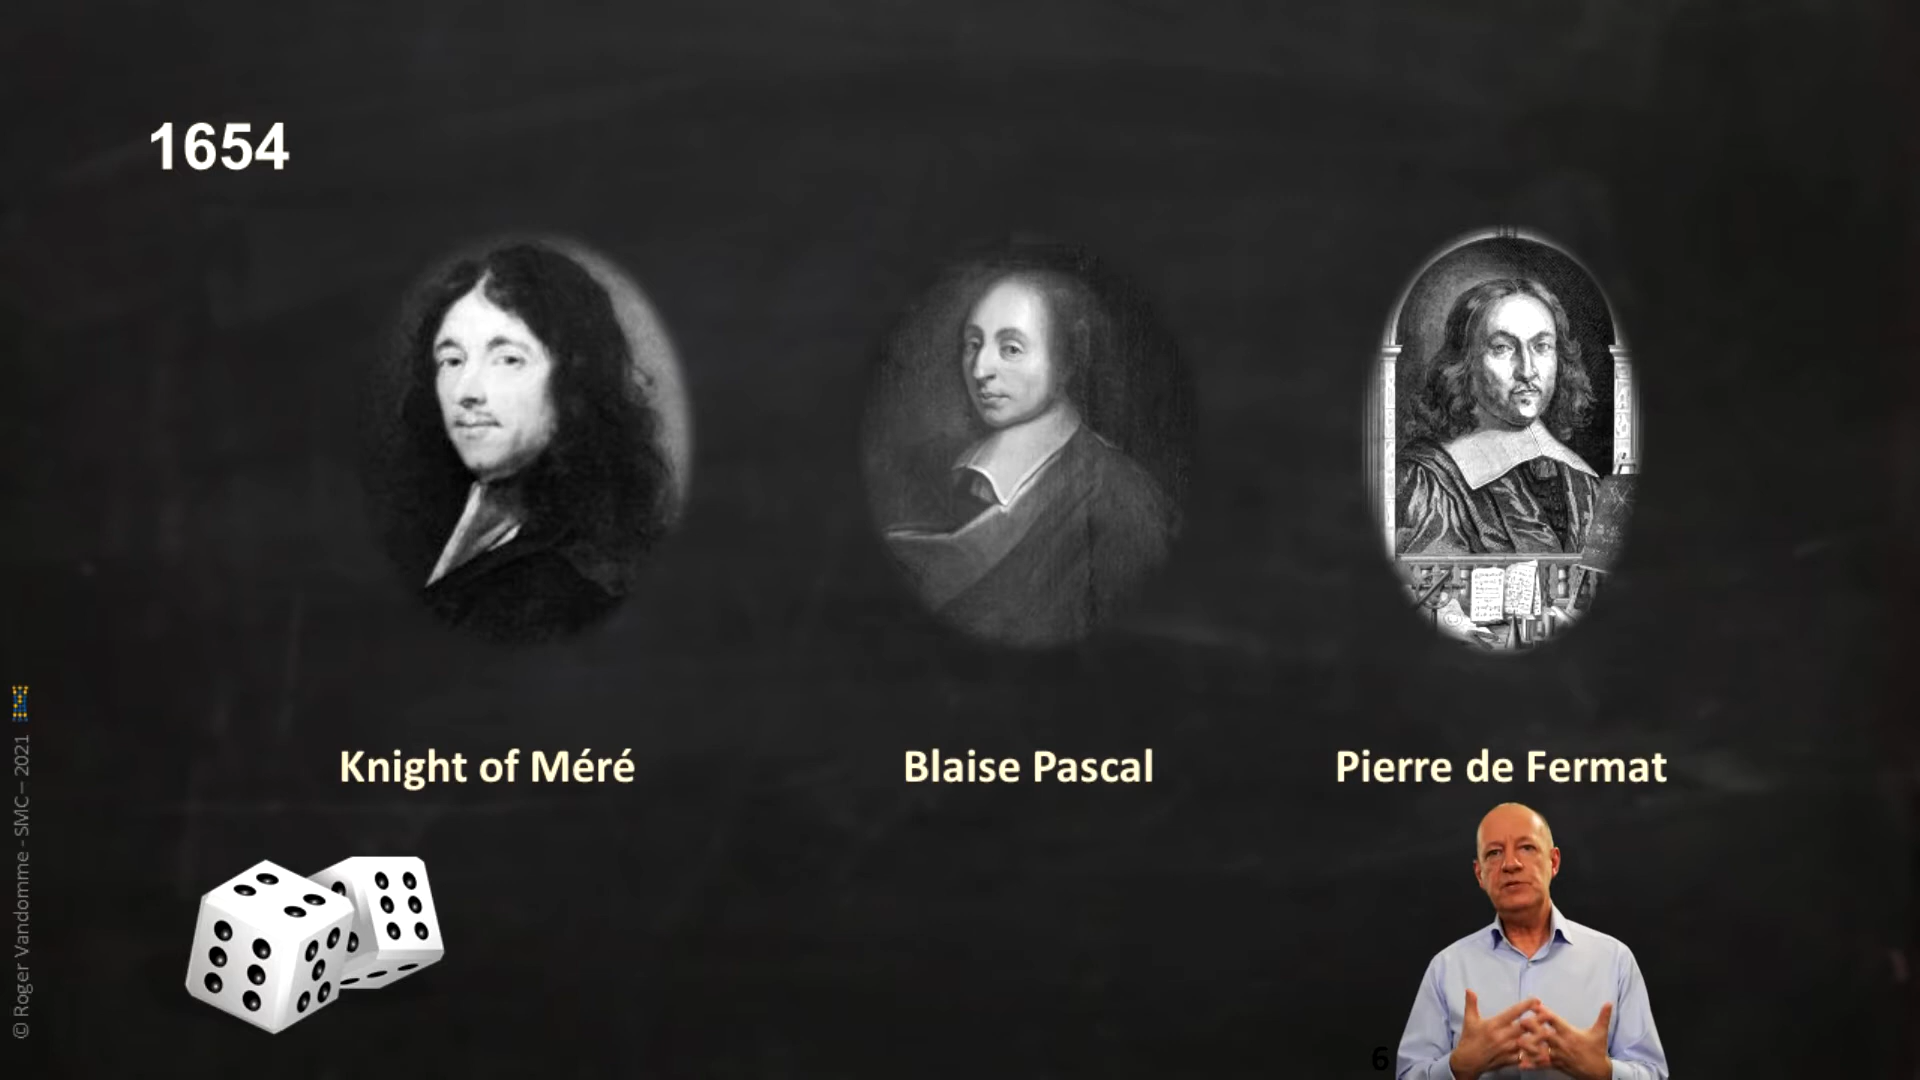 1654
Knight of Méré
Blaise Pascal
Pierre de Fermat
© Roger Vandomme - SMC – 2021
6